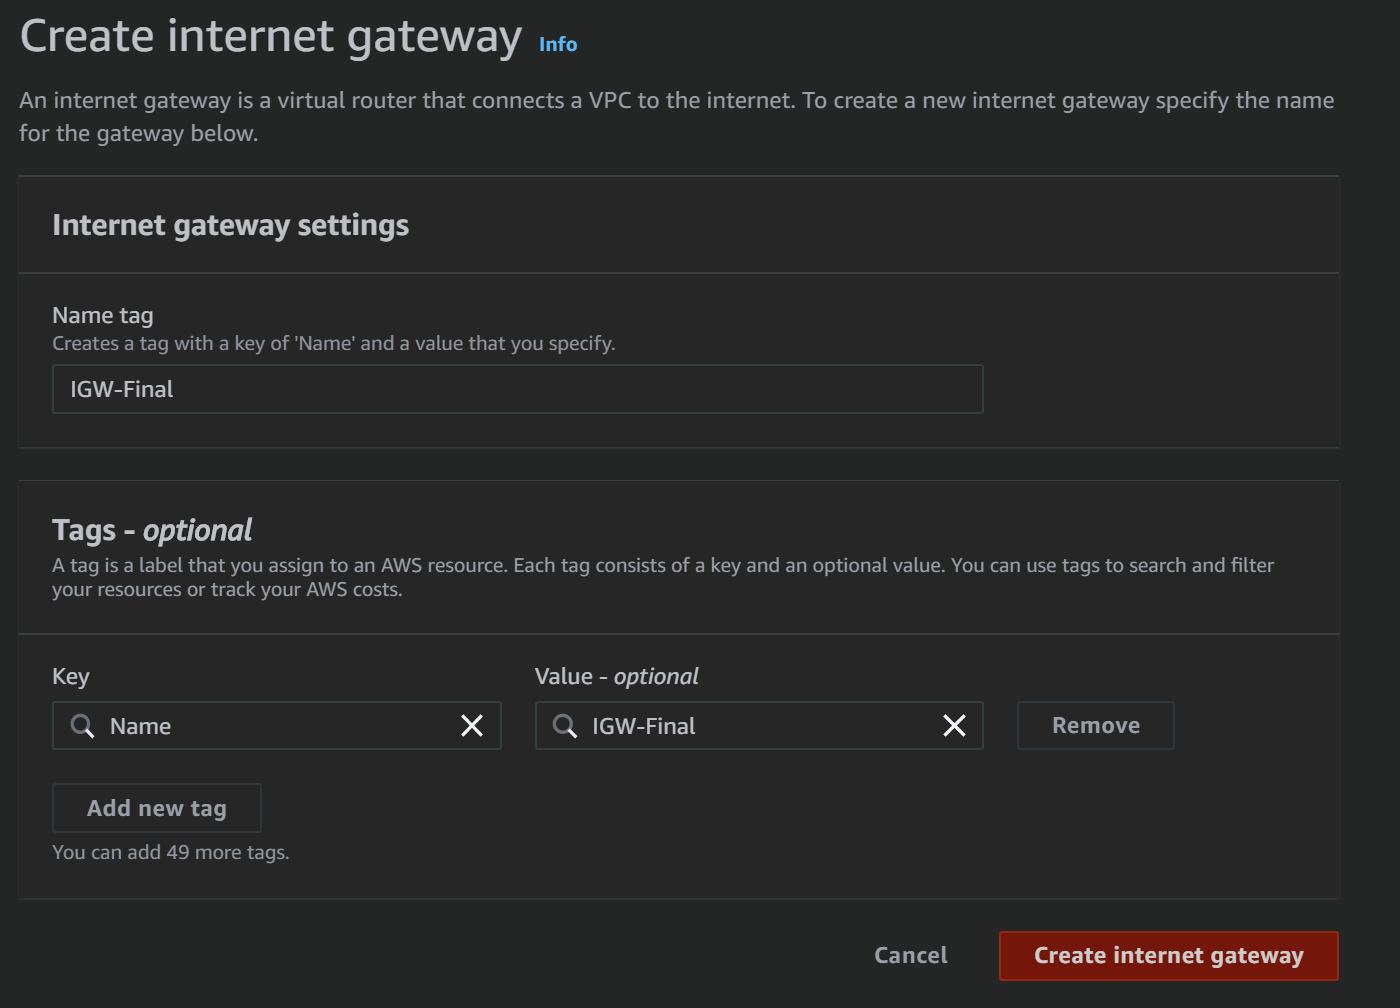 Create internet gateway Info
An internet gateway is a virtual router that connects a VPC to the internet. To create a new internet gateway specify the name
for the gateway below.
Internet gateway settings
Name tag
Creates a tag with a key of 'Name' and a value that you specify.
IGW-Final
Tags - optional
A tag is a label that you assign to an AWS resource. Each tag consists of a key and an optional value. You can use tags to search and filter
your resources or track your AWS costs.
Key Value - optional
Name IGW-Final Remove
Add new tag
You can add 49 more tags.
Cancel Create internet gateway